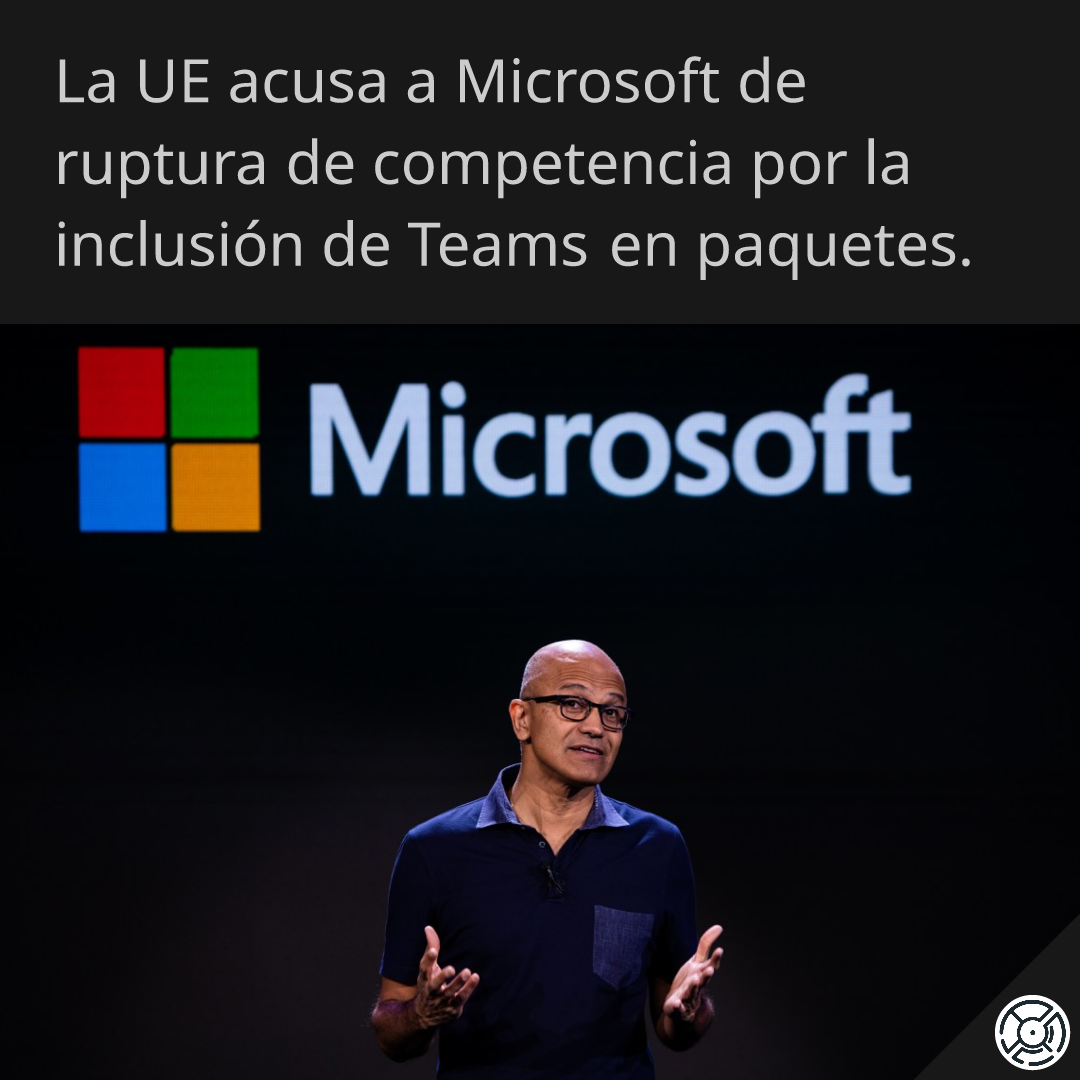 La UE acusa a Microsoft de
ruptura de competencia por la
inclusión de Teams en paquetes.
Microsoft